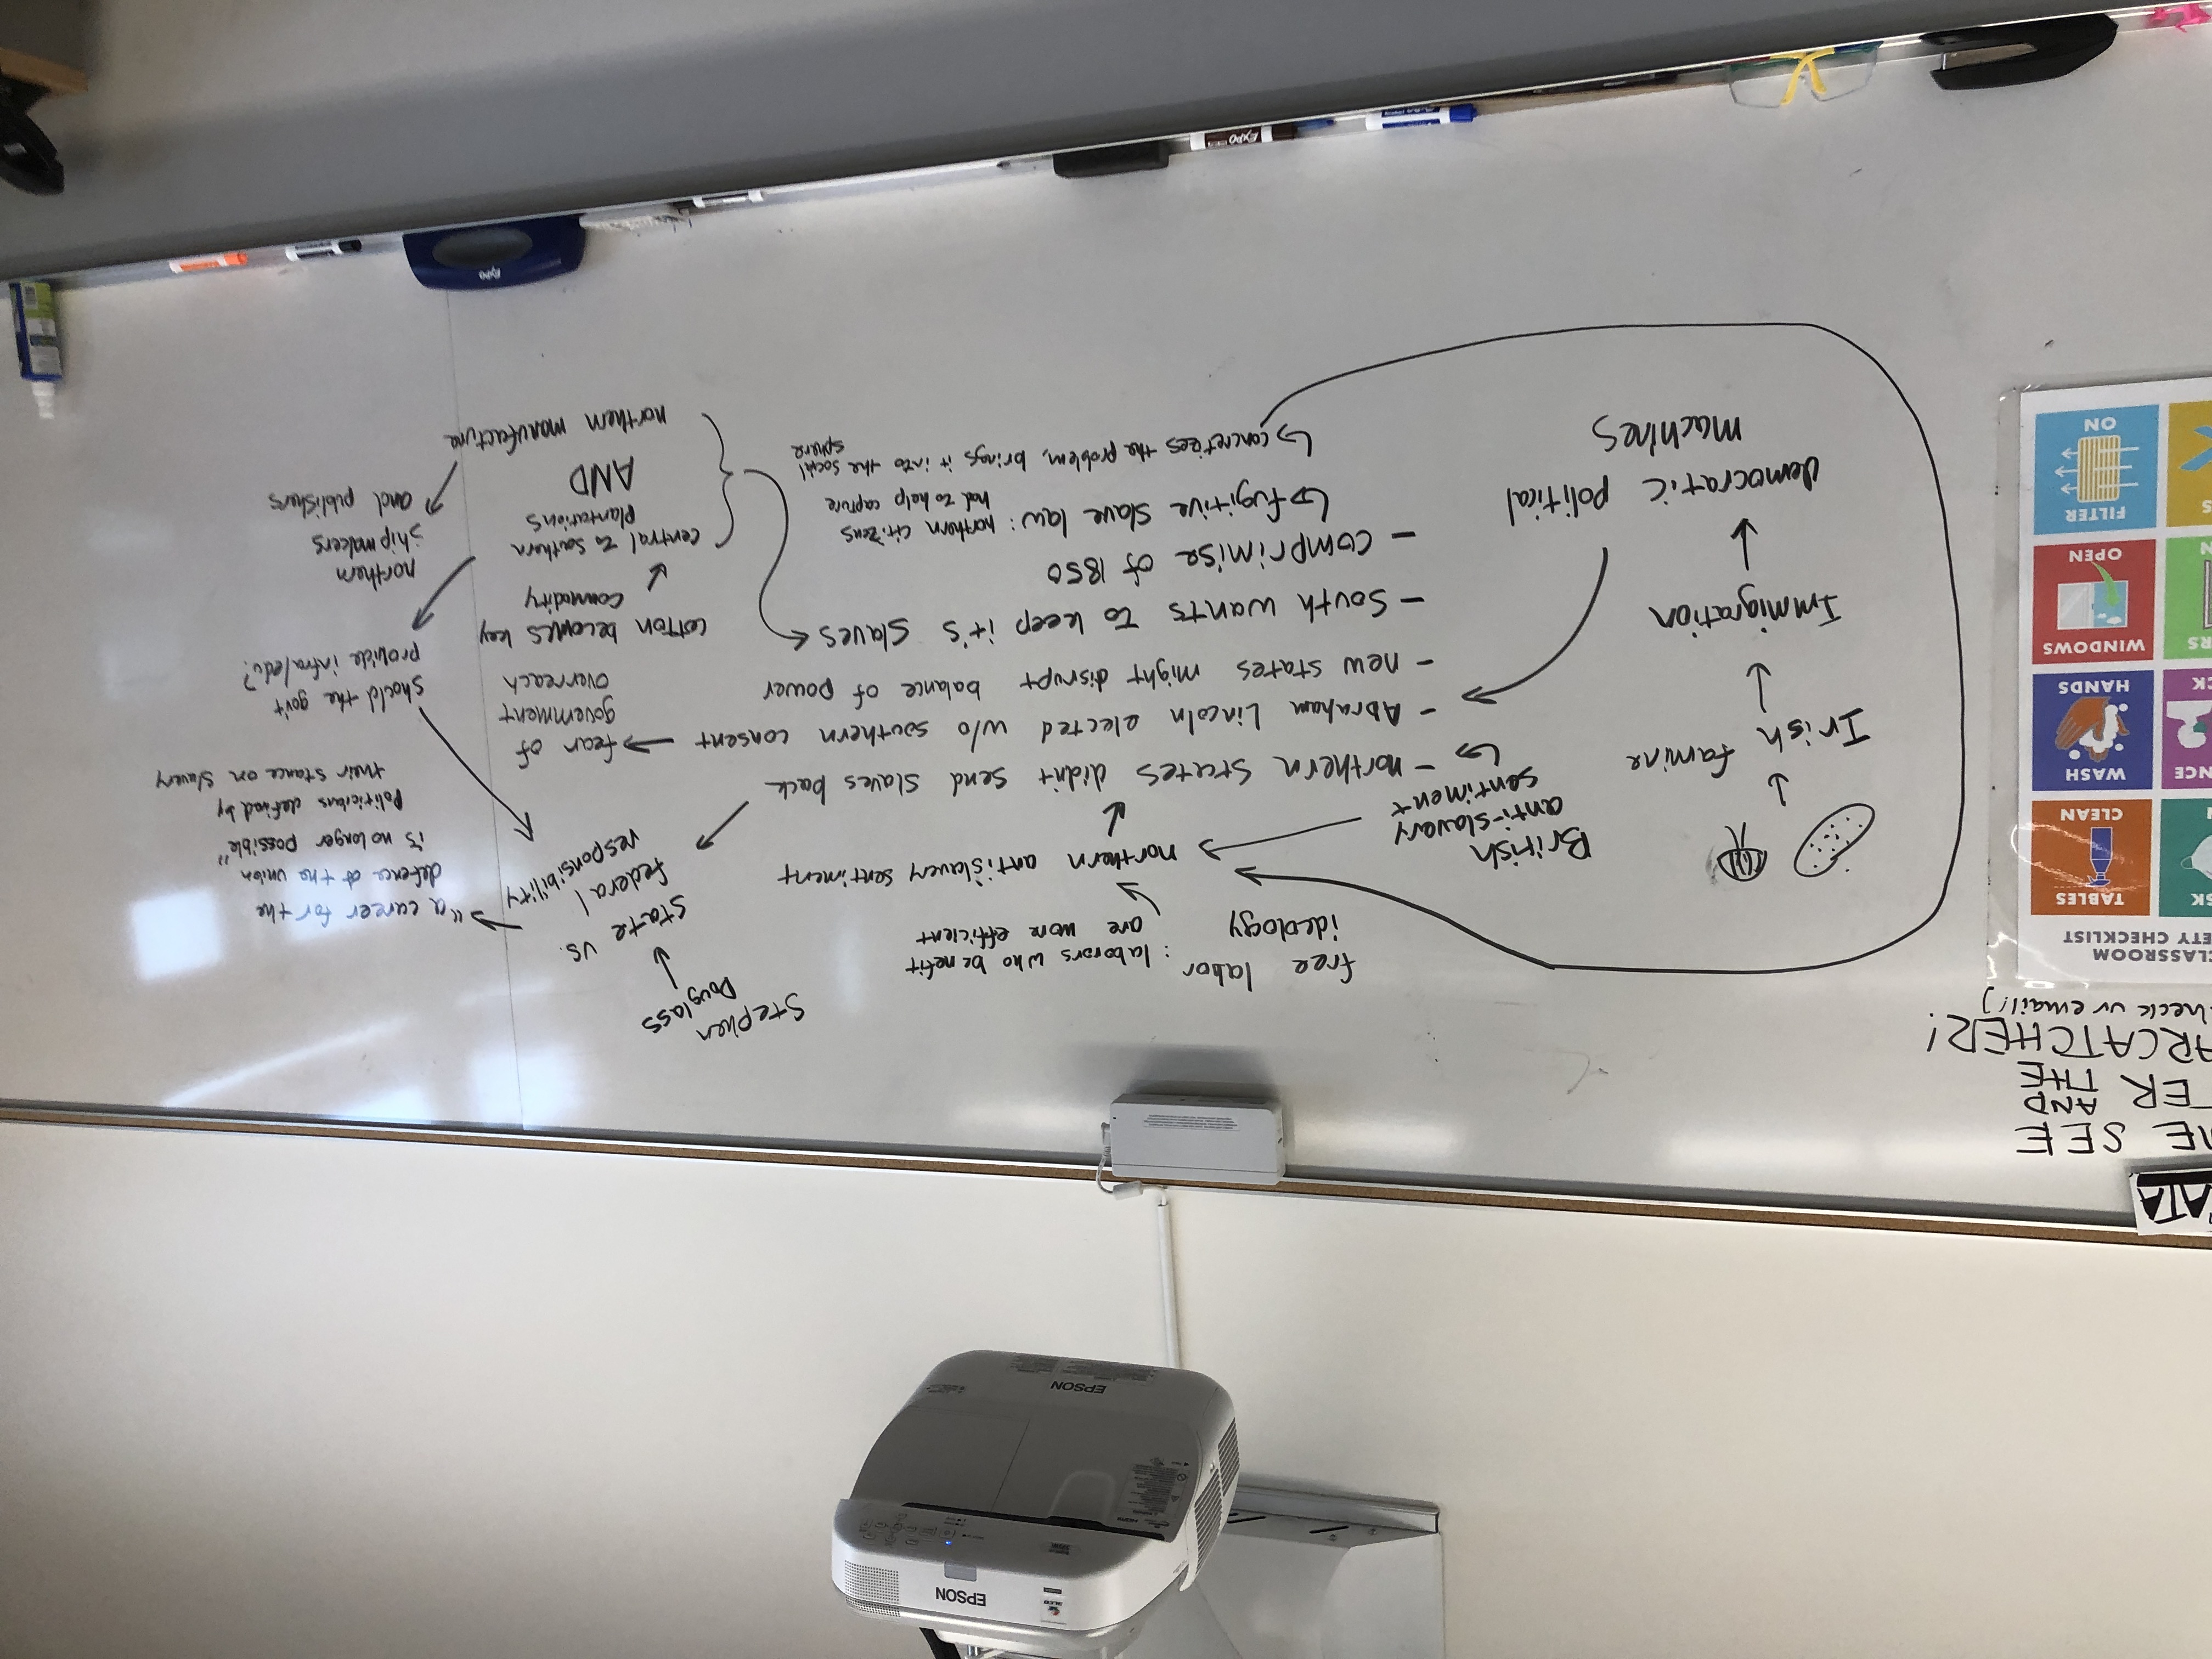 EPSON
EPSON
CATA
ME SEE
TER AND
THE
ARCATCHER!
check ur email!]
CLASSROOM
ETY CHECKLIST
SK
TABLES
N
CLEAN
NCE
WASH
CK
HANDS
RS
WINDOWS
N
OPEN
S
FILTER
ON
Irish famine
Immigration
democratic political
machines
British
anti-slavery
sentiment
free labor
ideology
: laborors who benefit
are more efficient
northern antislavery sentiment
- northern states didn't send slaves back
- Abraham Lincoln elected w/o southern consent
- new states might disrupt balance of power
- South wants to keep it's slaves
- comprimise of 1850
fugitive slave law: northern citizens
had to help capture
concretizes the problem, brings it into the social
sphere
Stephen
Douglass
state vs.
federal
responsibility
fear of
government
overreach
cotton becomes key
commodity
central to southern
plantations
AND
northern manufacture
"a career for the
defence of the union
is no longer possible"
Politicians defined by
their stance on slavery
should the gov't
provide infra/edu?
northern
shipmakers
and publishers
EXPO
EXPO